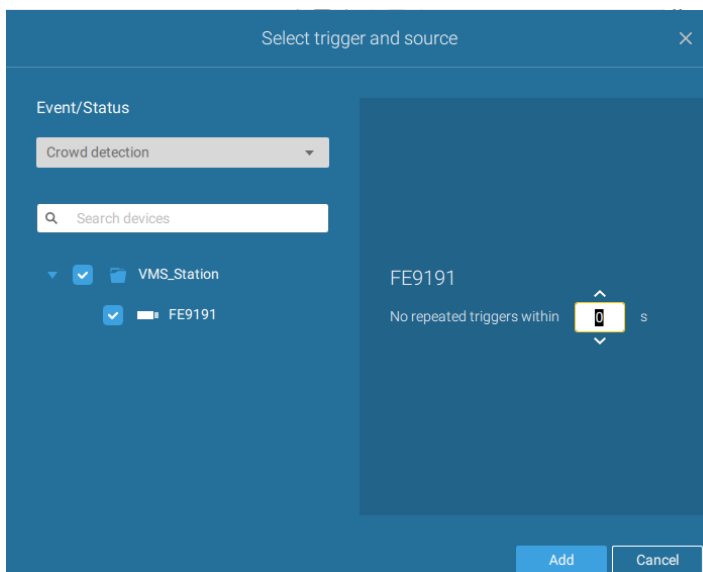 Select trigger and source
Event/Status
Crowd detection
Search devices
VMS_Station
FE9191
FE9191
No repeated triggers within 0 s
Add Cancel